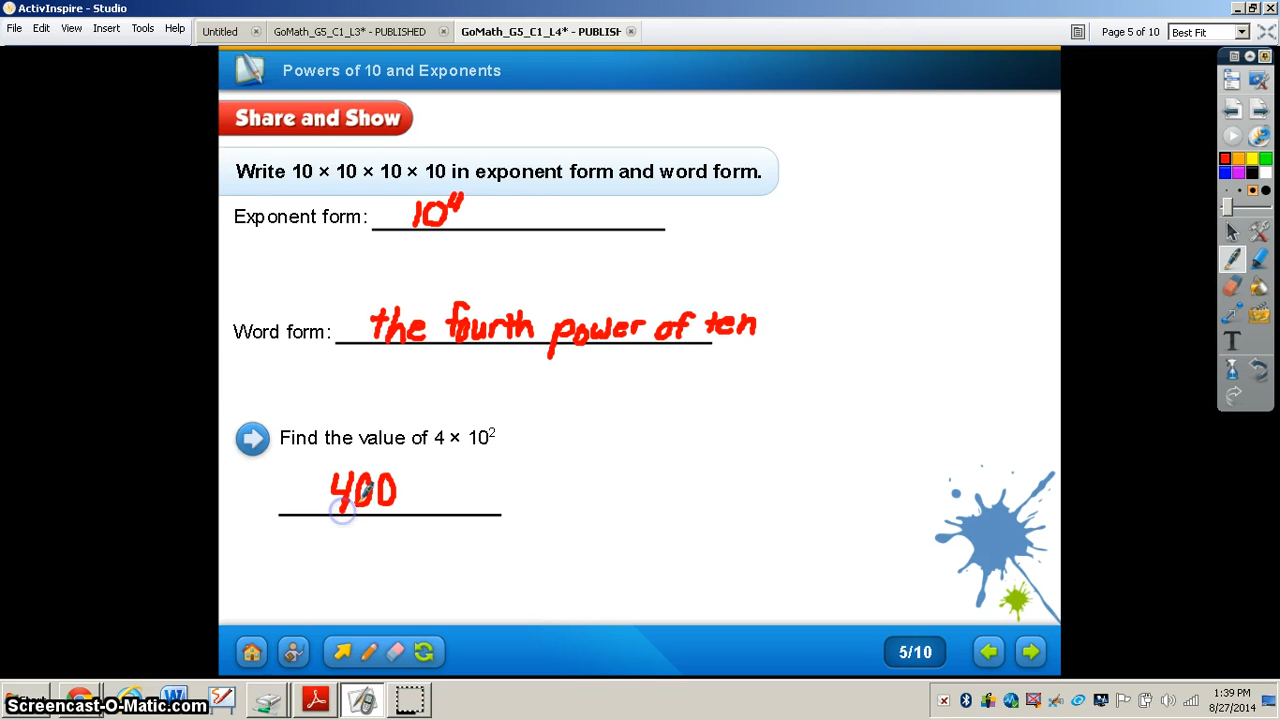 ActivInspire - Studio
File Edit View Insert Tools Help Untitled GoMath_G5_C1_L3* - PUBLISHED GoMath_G5_C1_L4* - PUBLISH Page 5 of 10 Best Fit
Powers of 10 and Exponents
Share and Show
Write 10 × 10 × 10 × 10 in exponent form and word form.
Exponent form: 10⁴
Word form: the fourth power of ten
Find the value of 4 × 10²
400
5/10
1:39 PM
8/27/2014
Screencast-O-Matic.com